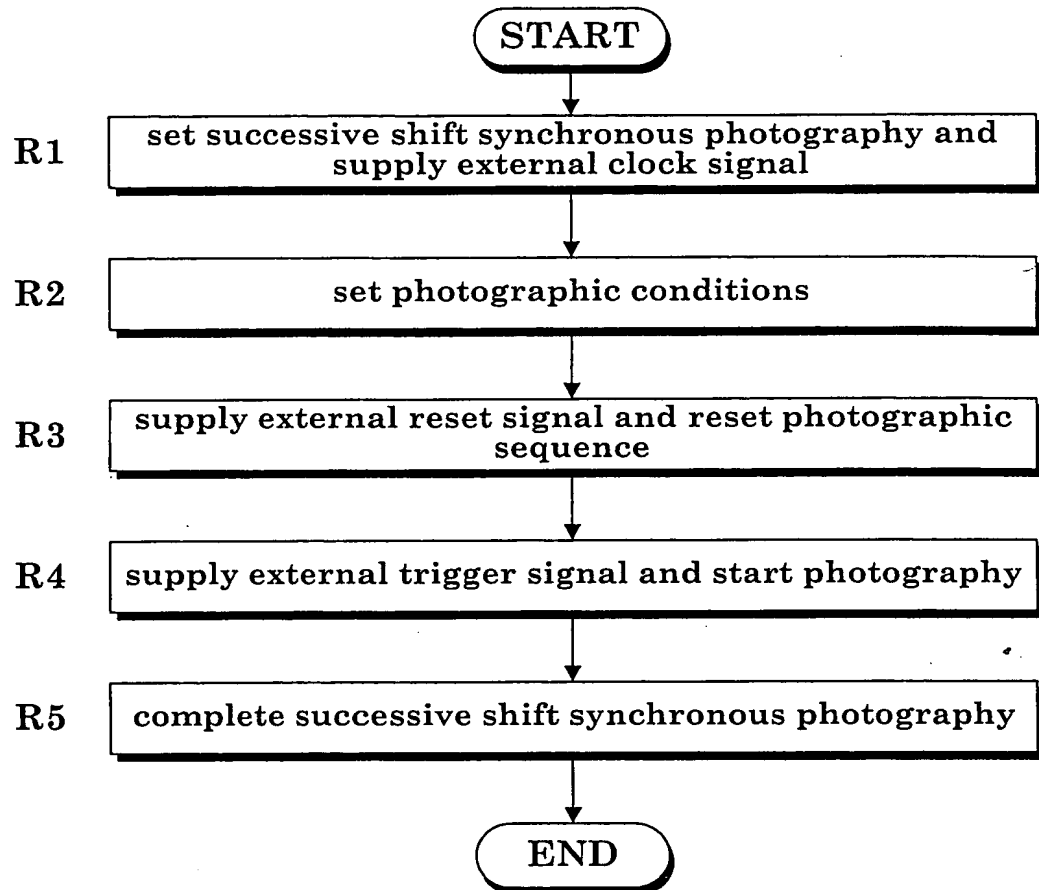 START
R1
set successive shift synchronous photography and
supply external clock signal
R2
set photographic conditions
R3
supply external reset signal and reset photographic
sequence
R4
supply external trigger signal and start photography
R5
complete successive shift synchronous photography
END